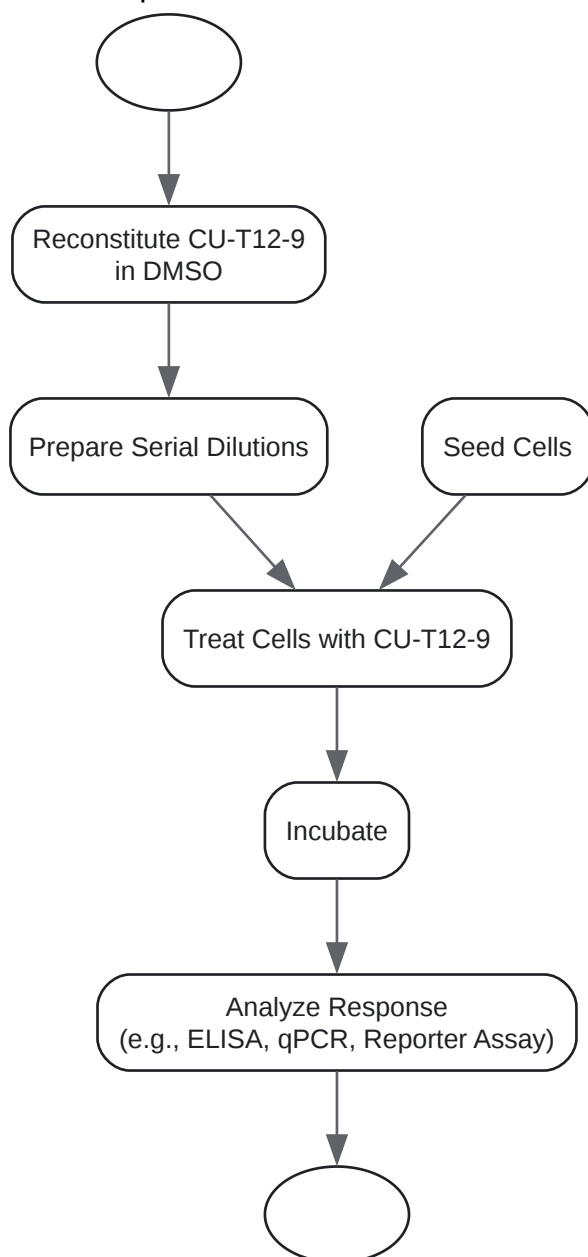 Reconstitute CU-T12-9
in DMSO
Prepare Serial Dilutions
Seed Cells
Treat Cells with CU-T12-9
Incubate
Analyze Response
(e.g., ELISA, qPCR, Reporter Assay)